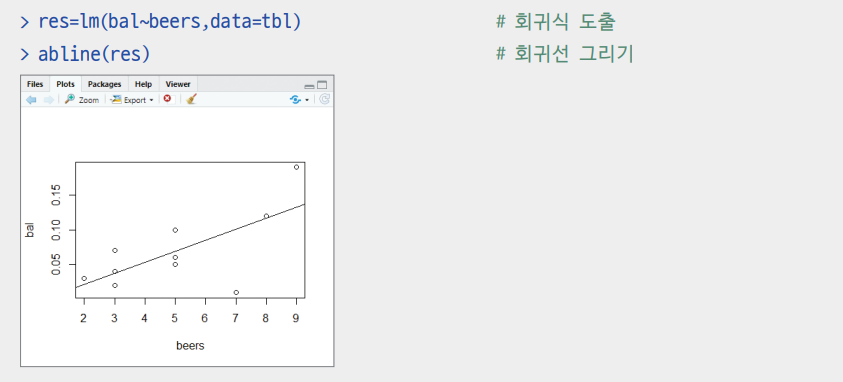 > res=lm(bal~beers,data=tbl) # 회귀식 도출
> abline(res) # 회귀선 그리기
Files Plots Packages Help Viewer
Zoom Export
0.15
0.10
0.05
bal
2 3 4 5 6 7 8 9
beers